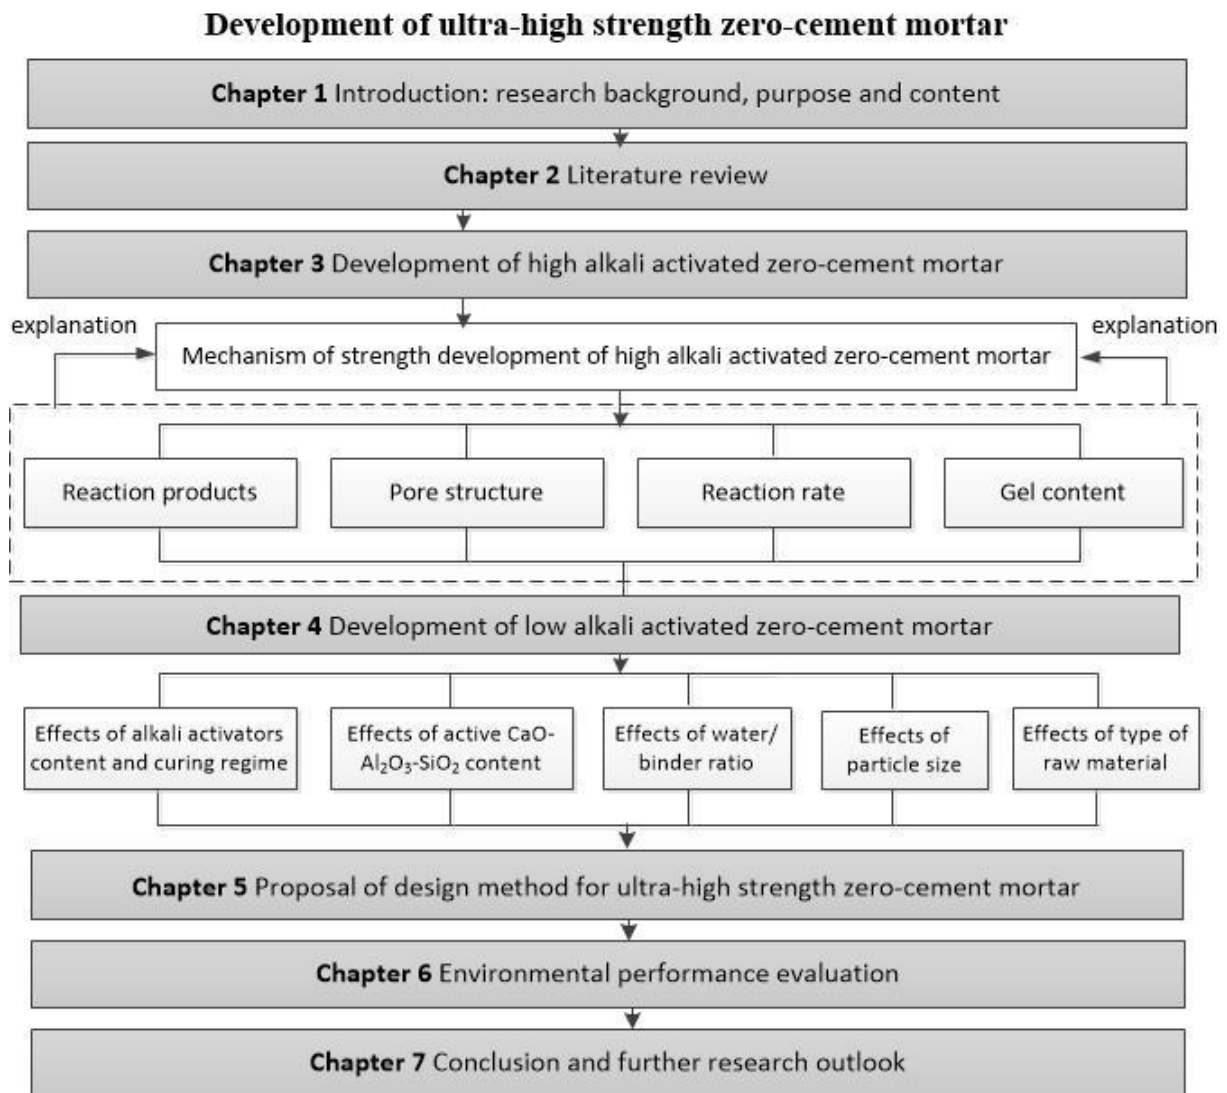 Development of ultra-high strength zero-cement mortar
Chapter 1 Introduction: research background, purpose and content
Chapter 2 Literature review
Chapter 3 Development of high alkali activated zero-cement mortar
explanation
explanation
Mechanism of strength development of high alkali activated zero-cement mortar
Reaction products
Pore structure
Reaction rate
Gel content
Chapter 4 Development of low alkali activated zero-cement mortar
Effects of alkali activators
content and curing regime
Effects of active CaO-
Al₂O₃-SiO₂ content
Effects of water/
binder ratio
Effects of
particle size
Effects of type of
raw material
Chapter 5 Proposal of design method for ultra-high strength zero-cement mortar
Chapter 6 Environmental performance evaluation
Chapter 7 Conclusion and further research outlook